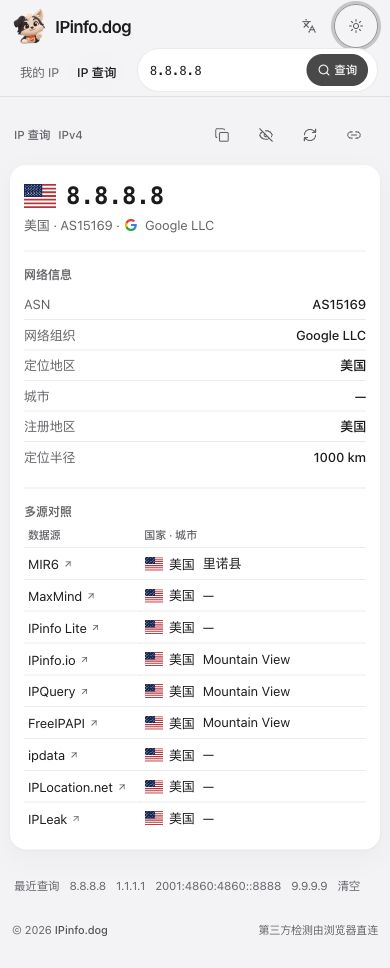 IPinfo.dog
我的 IP IP 查询 8.8.8.8 查询
IP 查询 IPv4
8.8.8.8
美国 · AS15169 · Google LLC
网络信息
ASN AS15169
网络组织 Google LLC
定位地区 美国
城市 —
注册地区 美国
定位半径 1000 km
多源对照
数据源 国家 · 城市
MIR6 ↗ 美国 里诺县
MaxMind ↗ 美国 —
IPinfo Lite ↗ 美国 —
IPinfo.io ↗ 美国 Mountain View
IPQuery ↗ 美国 Mountain View
FreeIPAPI ↗ 美国 Mountain View
ipdata ↗ 美国 —
IPLocation.net ↗ 美国 —
IPLeak ↗ 美国 —
最近查询 8.8.8.8 1.1.1.1 2001:4860:4860::8888 9.9.9.9 清空
© 2026 IPinfo.dog 第三方检测由浏览器直连